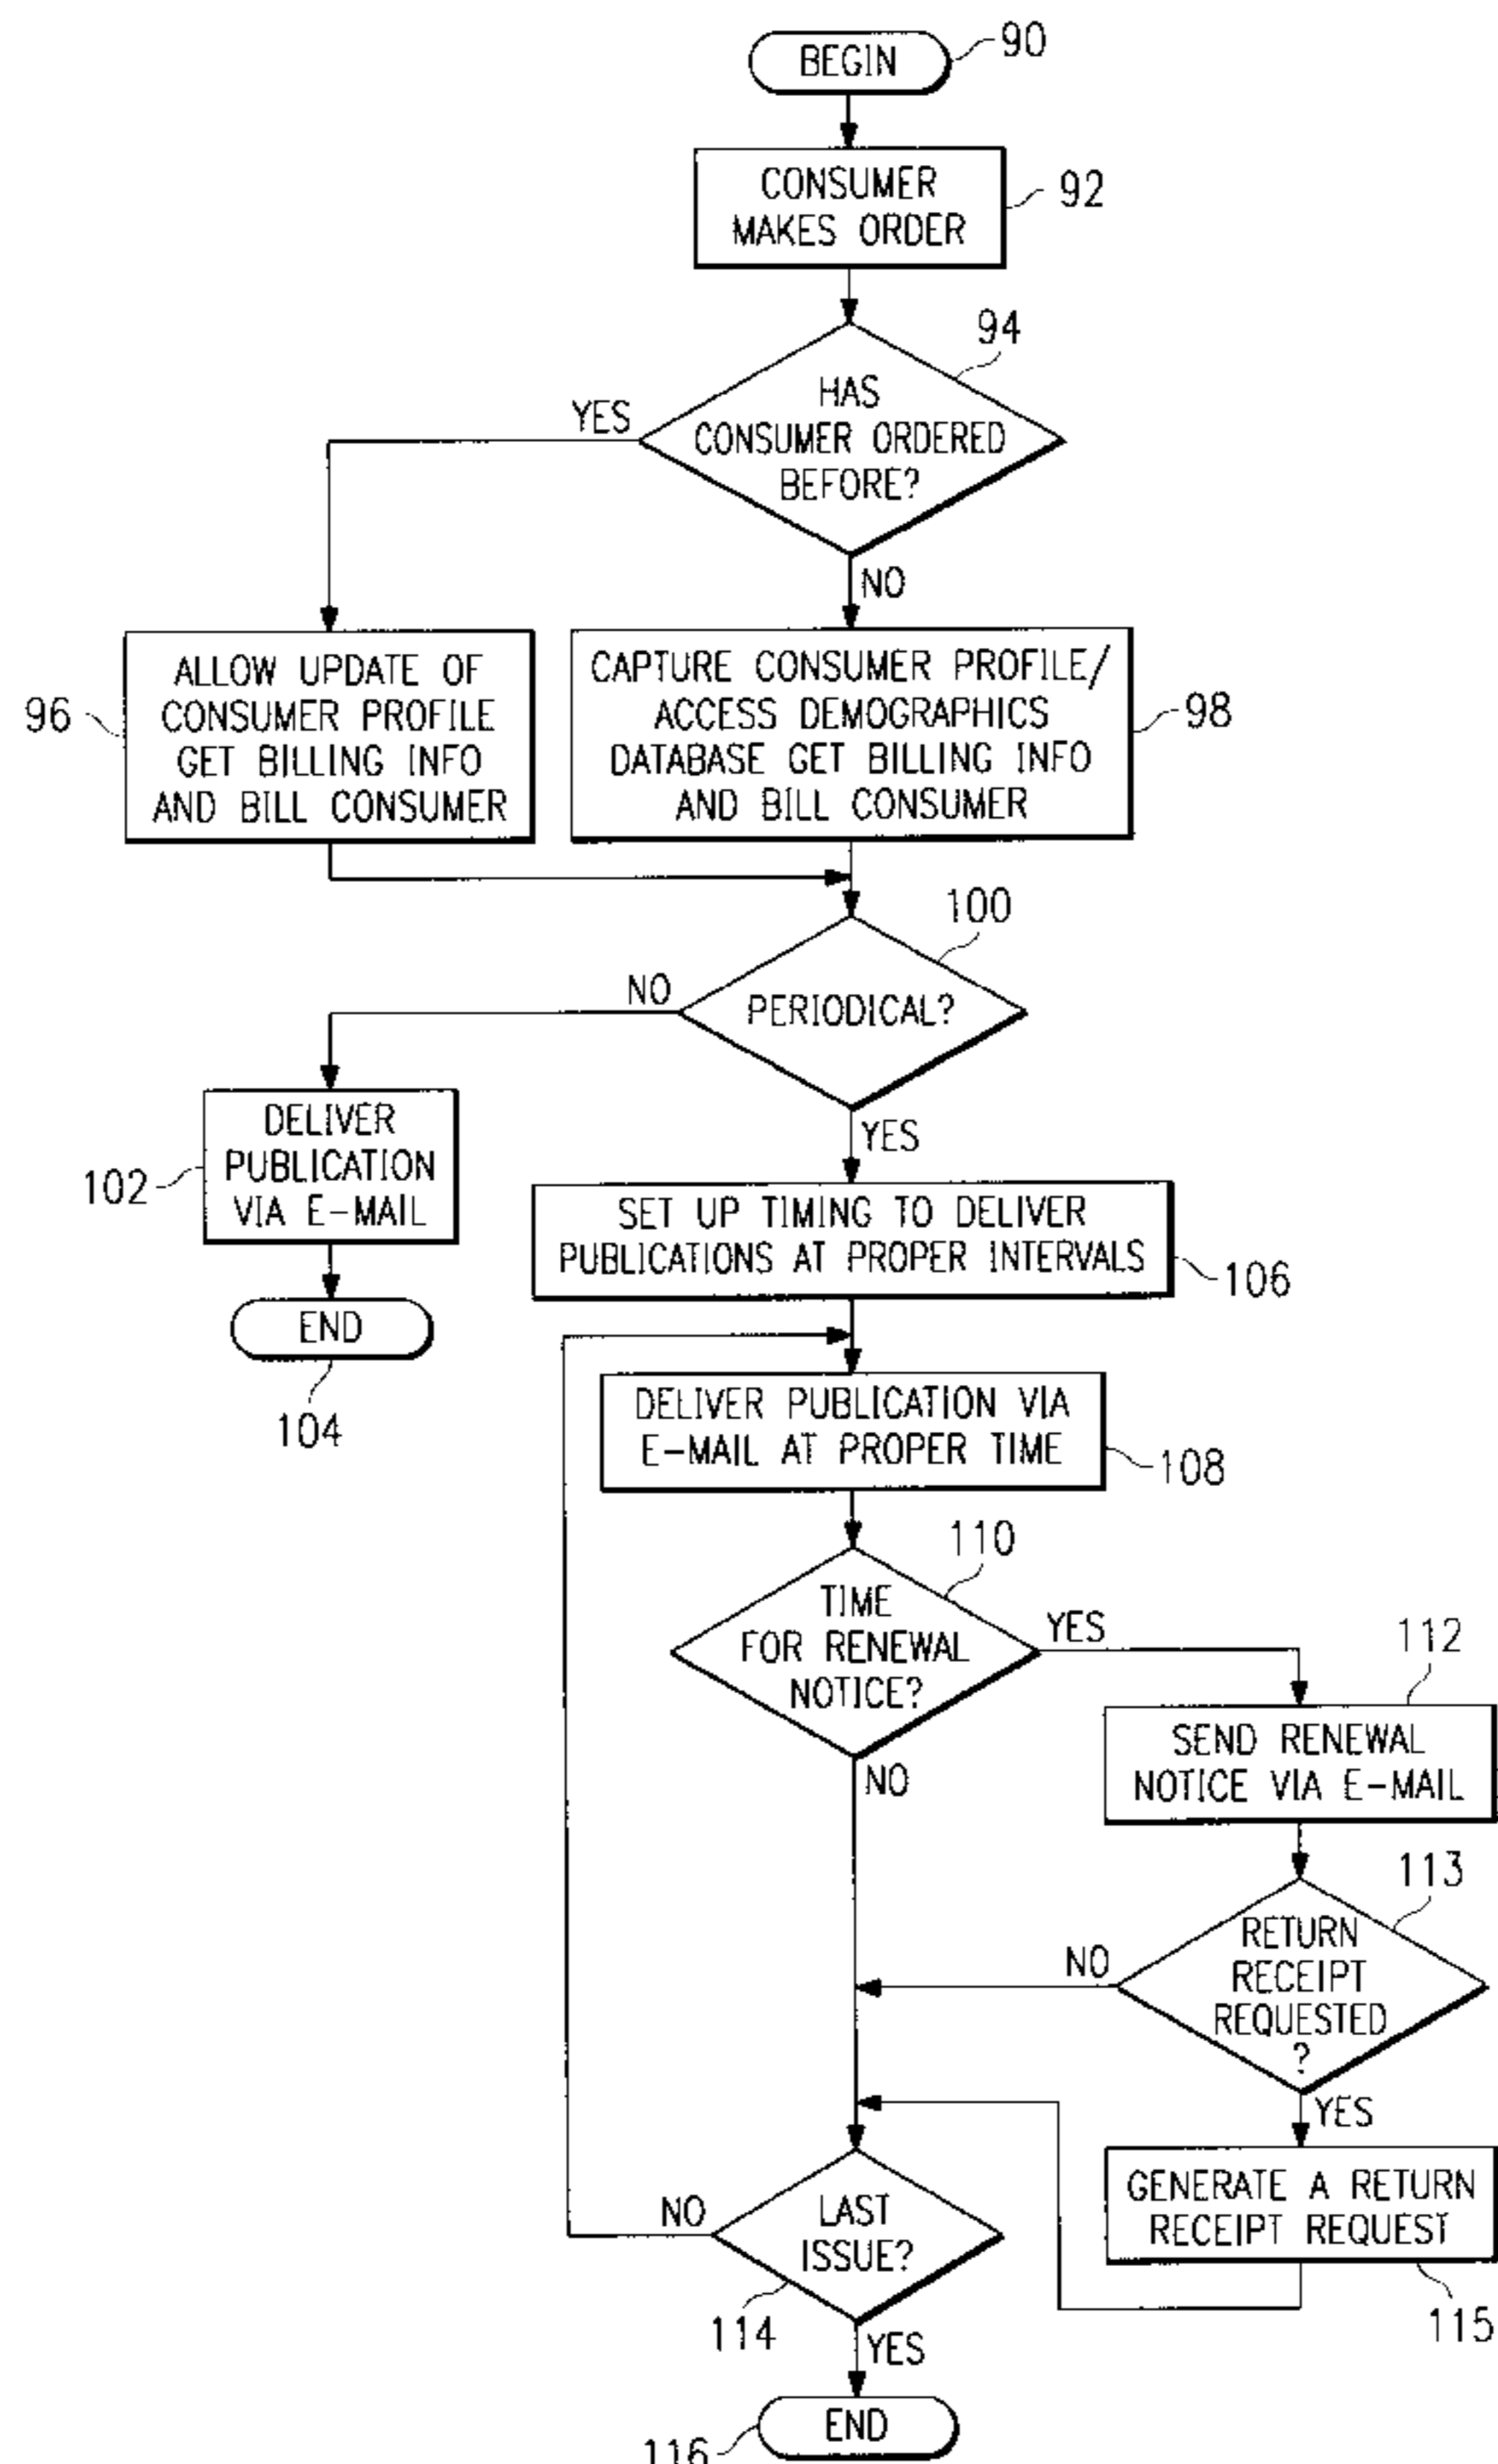 BEGIN
90
CONSUMER
MAKES ORDER
92
94
HAS
CONSUMER ORDERED
BEFORE?
YES
NO
96
ALLOW UPDATE OF
CONSUMER PROFILE
GET BILLING INFO
AND BILL CONSUMER
CAPTURE CONSUMER PROFILE/
ACCESS DEMOGRAPHICS
DATABASE GET BILLING INFO
AND BILL CONSUMER
98
100
PERIODICAL?
NO
YES
102
DELIVER
PUBLICATION
VIA E-MAIL
END
104
SET UP TIMING TO DELIVER
PUBLICATIONS AT PROPER INTERVALS
106
DELIVER PUBLICATION VIA
E-MAIL AT PROPER TIME
108
110
TIME
FOR RENEWAL
NOTICE?
YES
NO
112
SEND RENEWAL
NOTICE VIA E-MAIL
113
RETURN
RECEIPT
REQUESTED
?
NO
YES
GENERATE A RETURN
RECEIPT REQUEST
115
LAST
ISSUE?
NO
114
YES
END
116